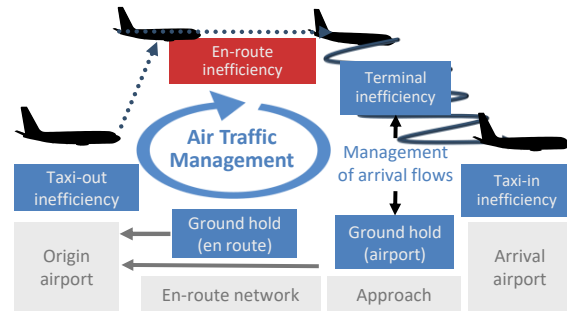 En-route
inefficiency
Terminal
inefficiency
Air Traffic
Management
Management
of arrival flows
Taxi-out
inefficiency
Taxi-in
inefficiency
Ground hold
(en route)
Ground hold
(airport)
Origin
airport
Arrival
airport
En-route network
Approach